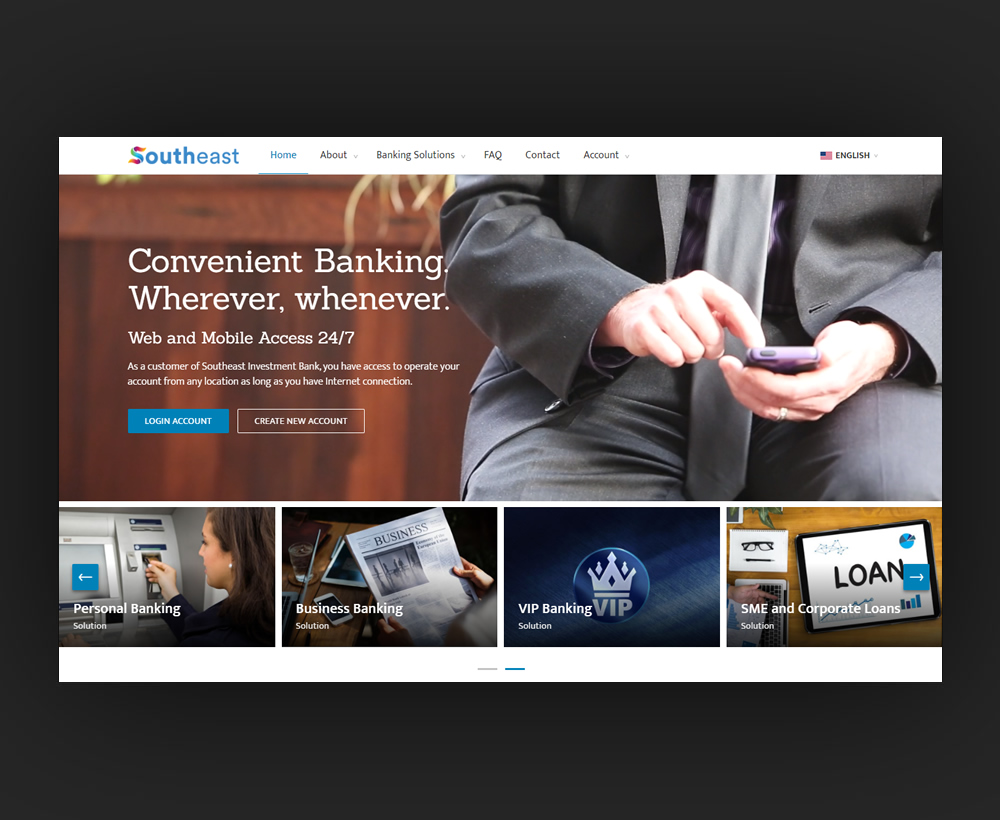 Southeast
Home
About
Banking Solutions
FAQ
Contact
Account
ENGLISH
Convenient Banking.
Wherever, whenever.
Web and Mobile Access 24/7
As a customer of Southeast Investment Bank, you have access to operate your
account from any location as long as you have Internet connection.
LOGIN ACCOUNT
CREATE NEW ACCOUNT
BUSINESS
VIP
LOAN
Personal Banking
Solution
Business Banking
Solution
VIP Banking
Solution
SME and Corporate Loans
Solution